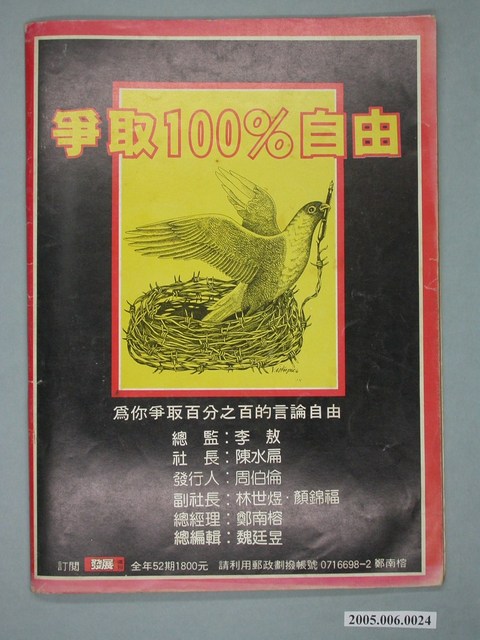 爭取100%自由
為你爭取百分之百的言論自由
總監：李敖
社長：陳水扁
發行人：周伯倫
副社長：林世煜·顏錦福
總經理：鄭南榕
總編輯：魏廷昱
訂閱 發展 全年52期1800元 請利用郵政劃撥帳號 0716698-2 鄭南榕
2005.006.0024